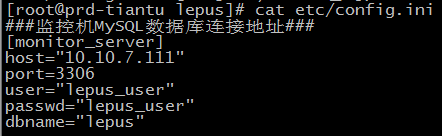 [root@prd-tiantu lepus]# cat etc/config.ini
###监控机MySQL数据库连接地址###
[monitor_server]
host="10.10.7.111"
port=3306
user="lepus_user"
passwd="lepus_user"
dbname="lepus"